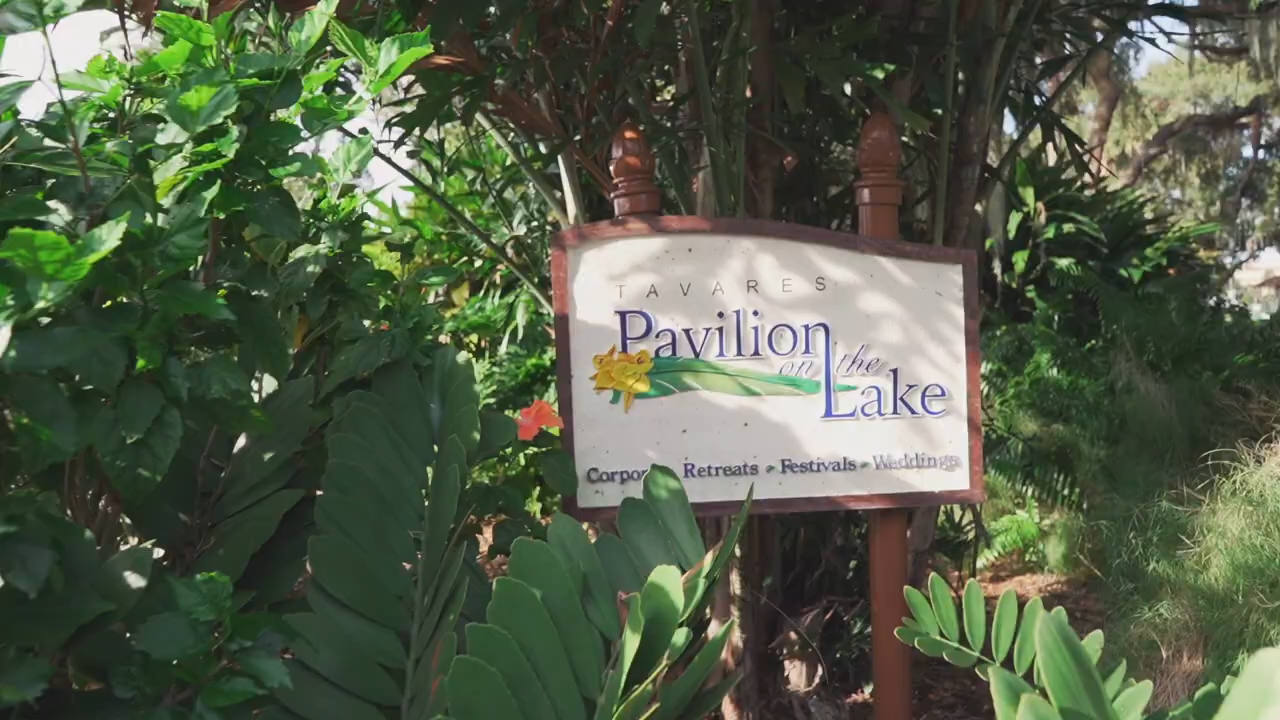 TAVARES
Pavilion
on the
Lake
Retreats - Festivals - Weddings